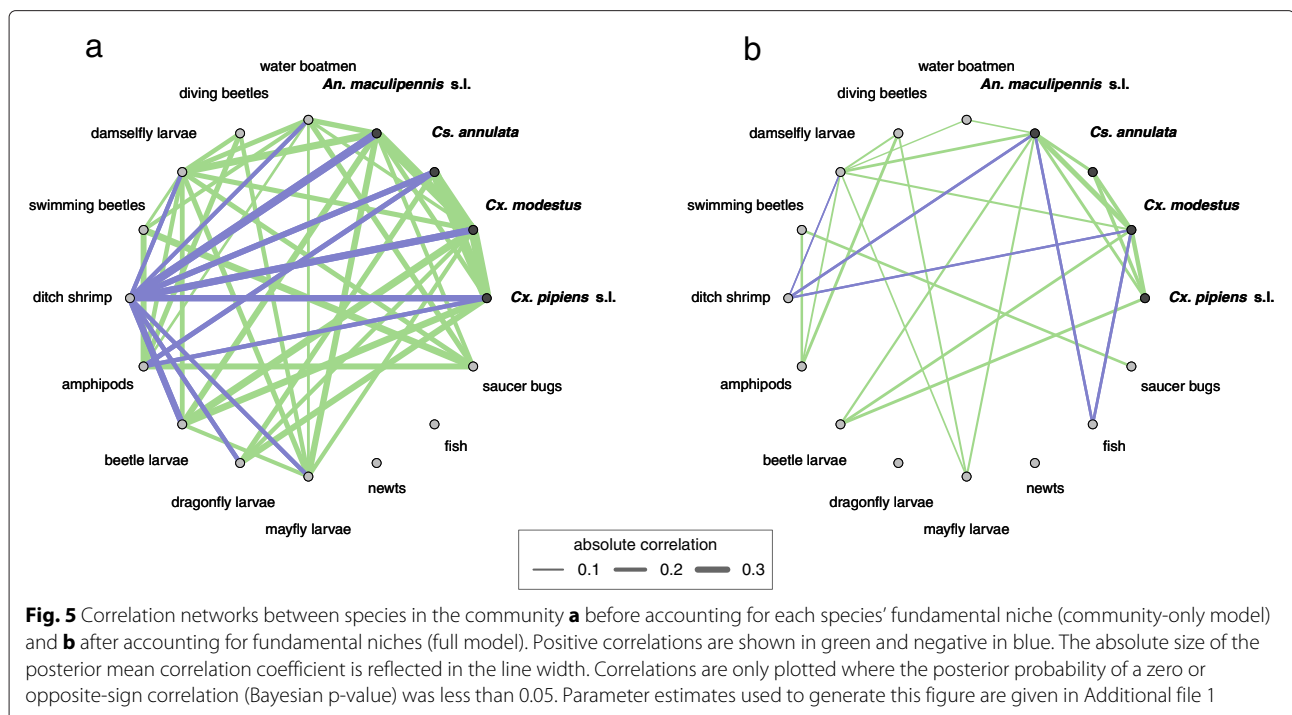 a
water boatmen
An. maculipennis s.l.
diving beetles
Cs. annulata
damselfly larvae
Cx. modestus
swimming beetles
Cx. pipiens s.l.
ditch shrimp
saucer bugs
amphipods
fish
beetle larvae
newts
dragonfly larvae
mayfly larvae
b
water boatmen
An. maculipennis s.l.
diving beetles
Cs. annulata
damselfly larvae
Cx. modestus
swimming beetles
Cx. pipiens s.l.
ditch shrimp
saucer bugs
amphipods
fish
beetle larvae
newts
dragonfly larvae
mayfly larvae
absolute correlation
0.1 0.2 0.3
Fig. 5 Correlation networks between species in the community a before accounting for each species’ fundamental niche (community-only model)
and b after accounting for fundamental niches (full model). Positive correlations are shown in green and negative in blue. The absolute size of the
posterior mean correlation coefficient is reflected in the line width. Correlations are only plotted where the posterior probability of a zero or
opposite-sign correlation (Bayesian p-value) was less than 0.05. Parameter estimates used to generate this figure are given in Additional file 1